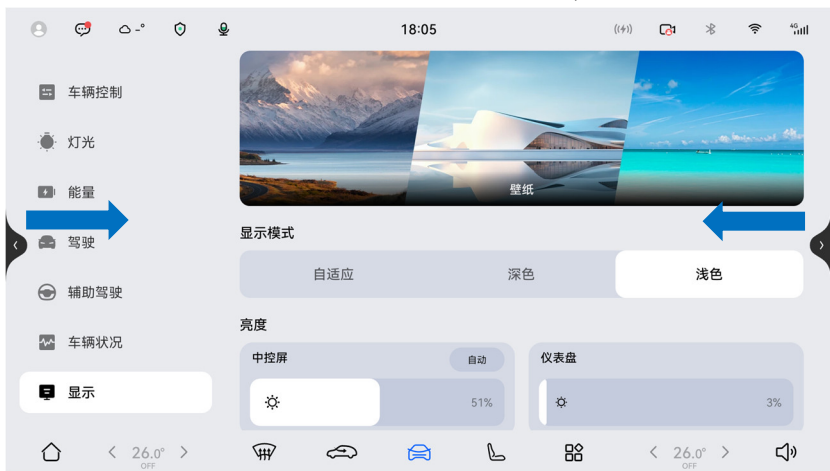 18:05
4G
车辆控制
灯光
能量
驾驶
辅助驾驶
车辆状况
显示
壁纸
显示模式
自适应
深色
浅色
亮度
中控屏
自动
51%
仪表盘
3%
26.0°
OFF
26.0°
OFF